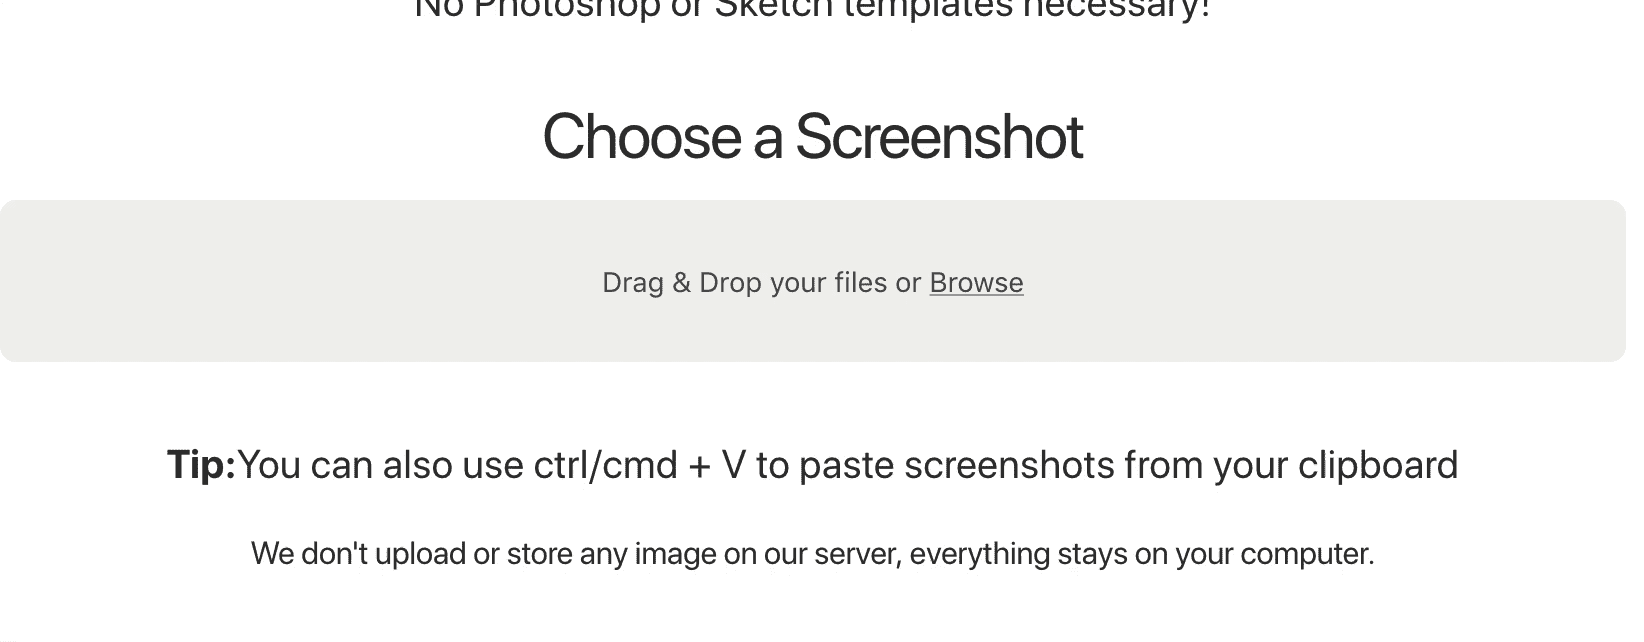 No Photoshop or Sketch templates necessary!
Choose a Screenshot
Drag & Drop your files or Browse
Tip:You can also use ctrl/cmd + V to paste screenshots from your clipboard
We don't upload or store any image on our server, everything stays on your computer.